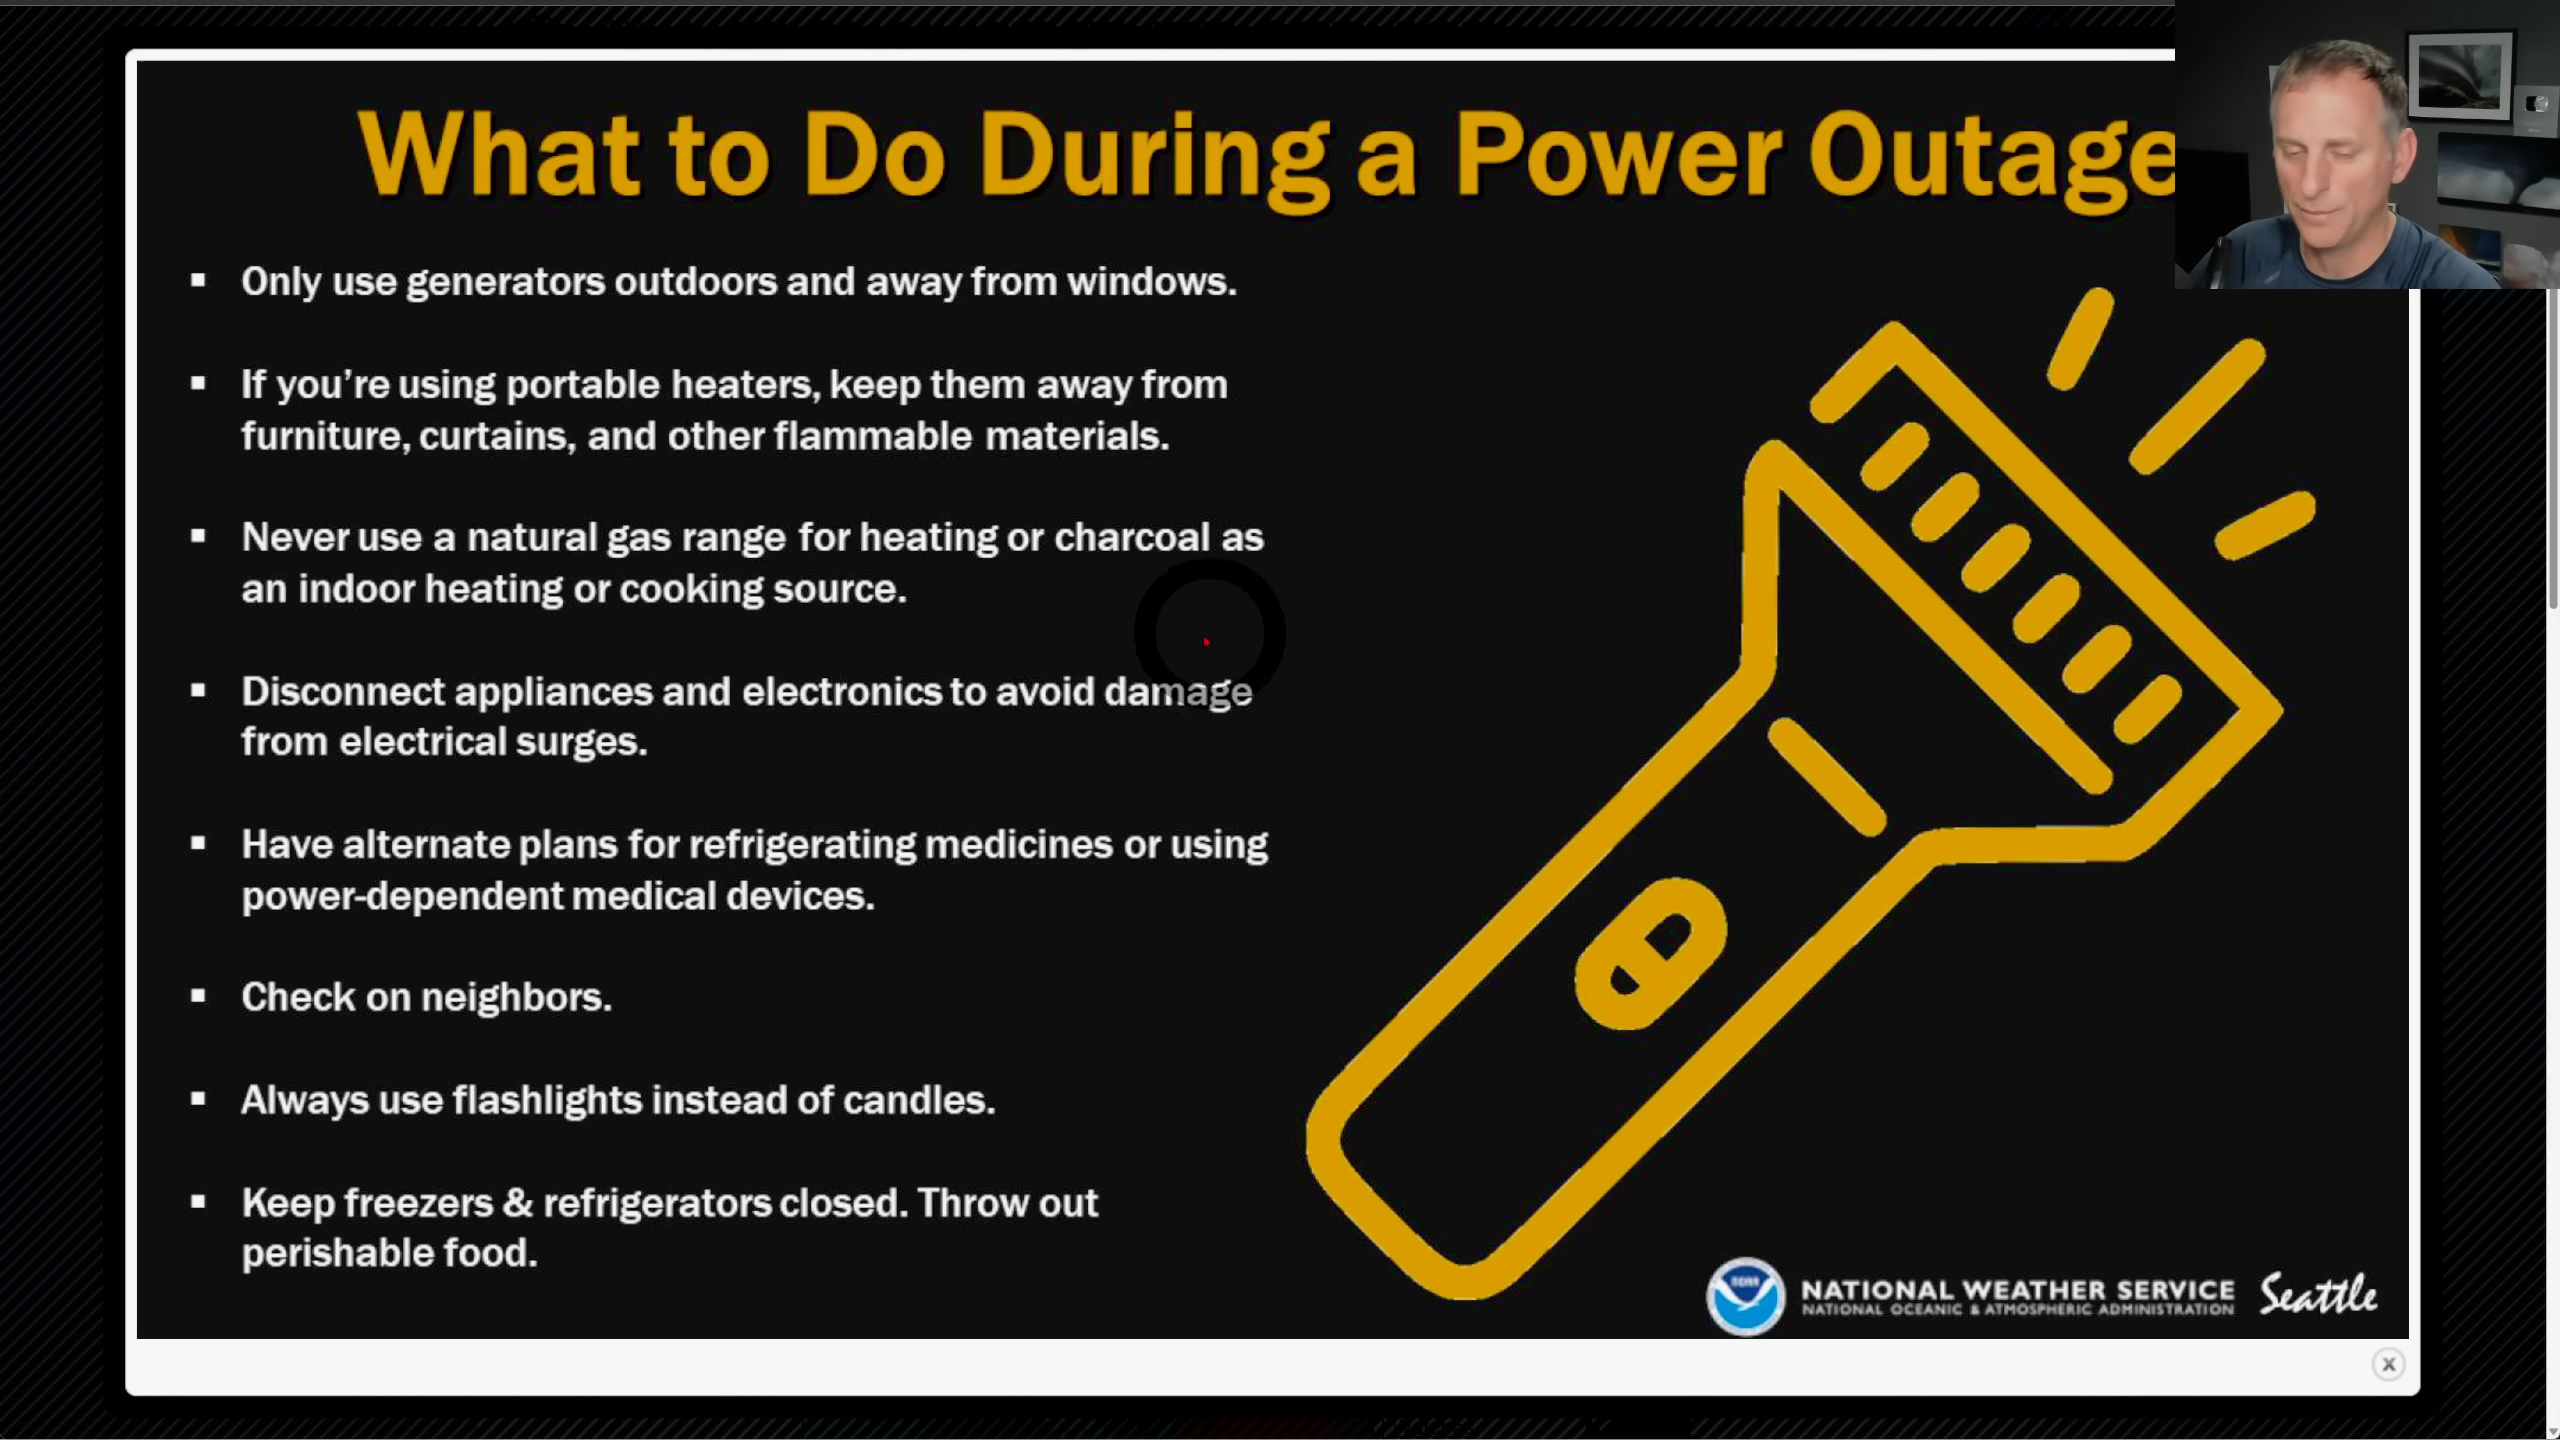 What to Do During a Power Outage
▪ Only use generators outdoors and away from windows.
▪ If you’re using portable heaters, keep them away from
furniture, curtains, and other flammable materials.
▪ Never use a natural gas range for heating or charcoal as
an indoor heating or cooking source.
▪ Disconnect appliances and electronics to avoid damage
from electrical surges.
▪ Have alternate plans for refrigerating medicines or using
power-dependent medical devices.
▪ Check on neighbors.
▪ Always use flashlights instead of candles.
▪ Keep freezers & refrigerators closed. Throw out
perishable food.
NOAA
NATIONAL WEATHER SERVICE
NATIONAL OCEANIC & ATMOSPHERIC ADMINISTRATION
Seattle
X